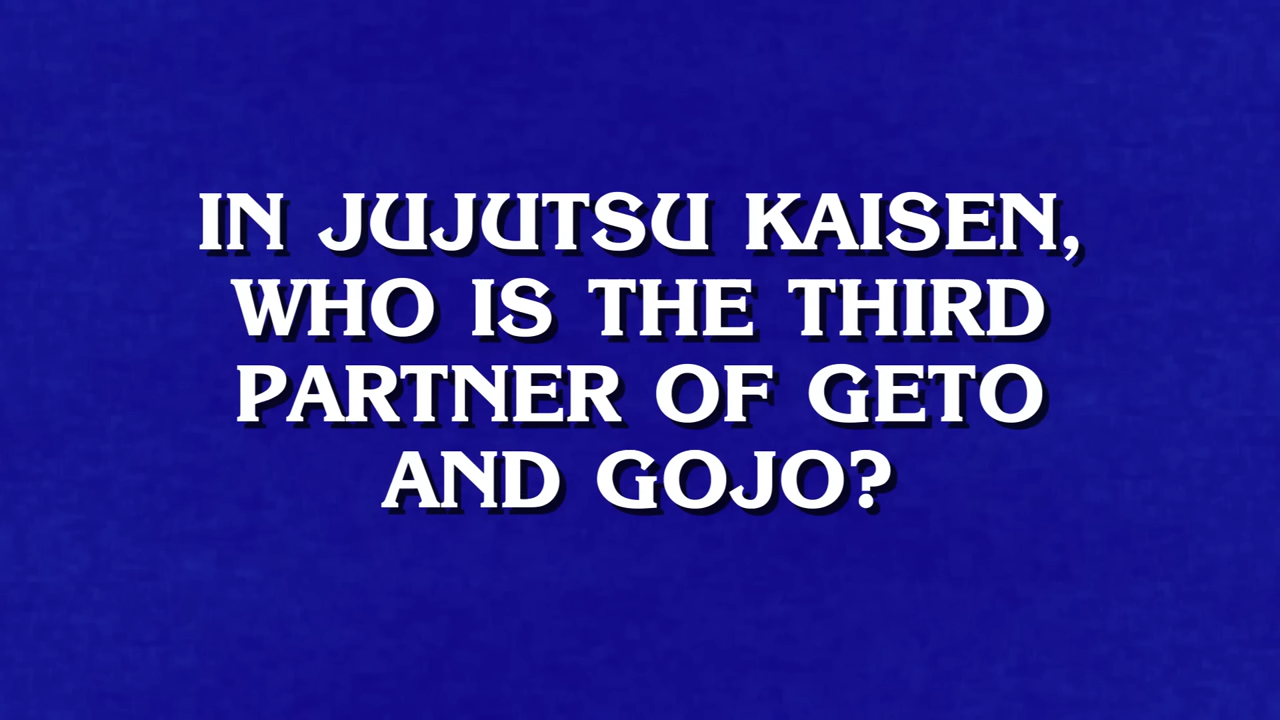 IN JUJUTSU KAISEN,
WHO IS THE THIRD
PARTNER OF GETO
AND GOJO?